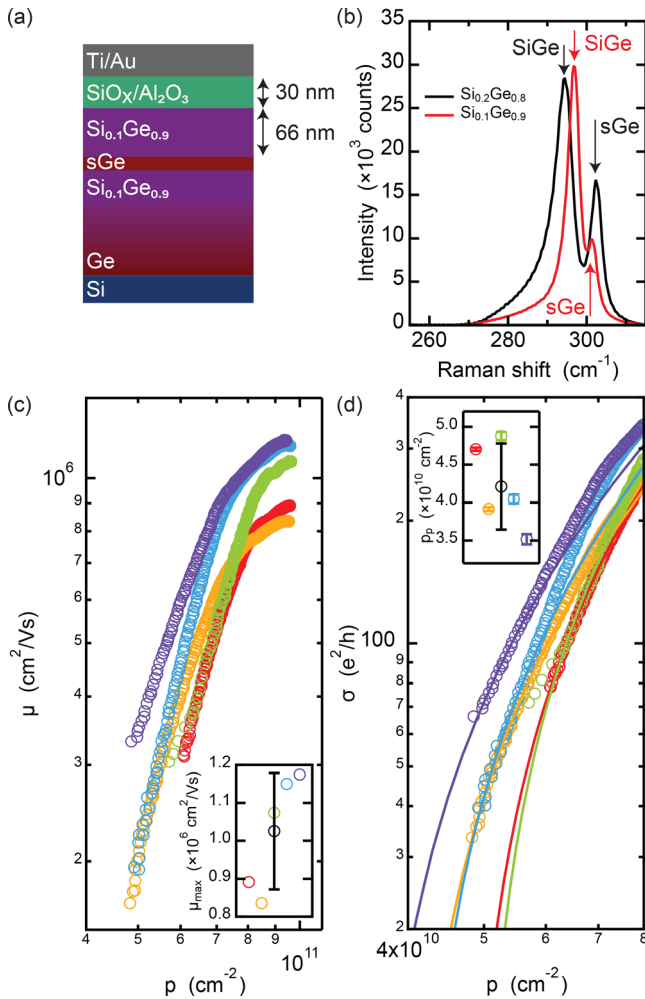 (a)
Ti/Au
SiOx/Al₂O₃
30 nm
Si₀.₁Ge₀.₉
66 nm
sGe
Si₀.₁Ge₀.₉
Ge
Si
(b)
SiGe
SiGe
Si₀.₂Ge₀.₈
Si₀.₁Ge₀.₉
sGe
sGe
35
30
25
20
15
10
5
0
Intensity (×10³ counts)
260
280
300
Raman shift (cm⁻¹)
(c)
10⁶
9
8
7
6
5
4
3
2
μ (cm²/Vs)
4
5
6
7
8
9
10¹¹
p (cm⁻²)
1.2
1.1
1.0
0.9
0.8
μmax (×10⁶ cm²/Vs)
(d)
4
3
2
100
9
8
7
6
5
4
3
2
σ (e²/h)
4x10¹⁰
5
6
7
8
p (cm⁻²)
5.0
4.5
4.0
3.5
pp (×10¹⁰ cm⁻²)